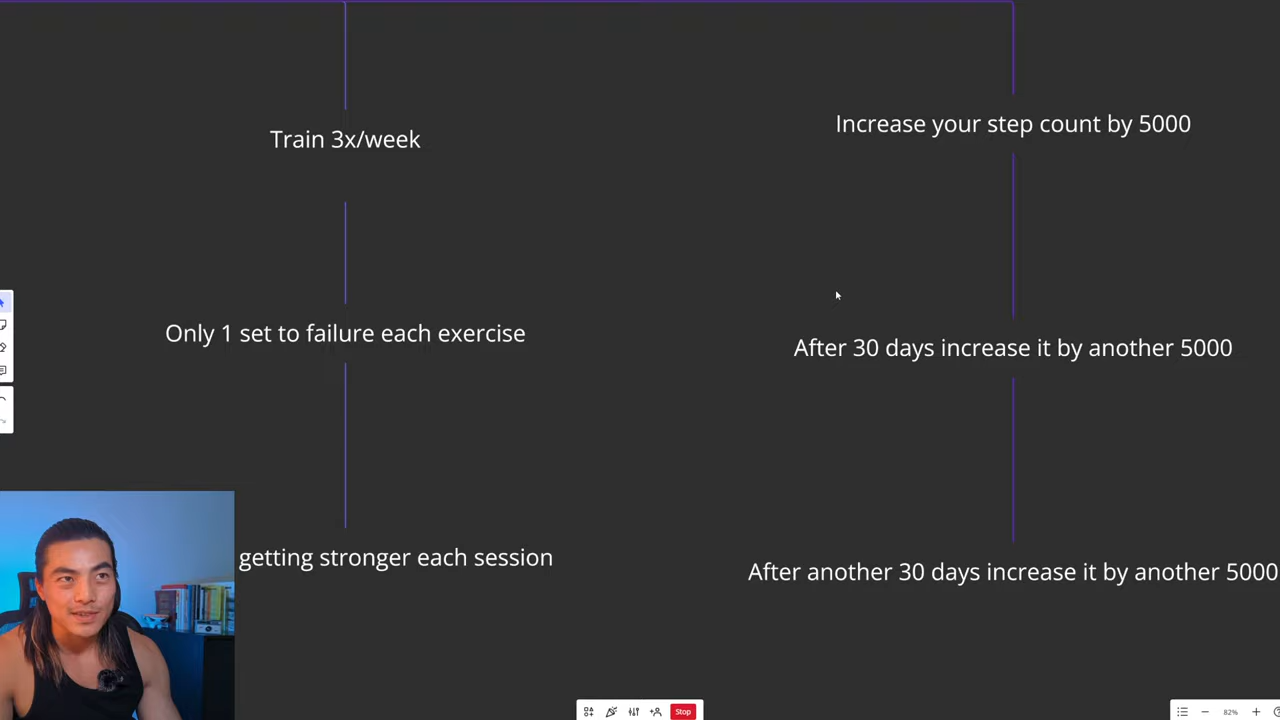 Train 3x/week
Increase your step count by 5000
Only 1 set to failure each exercise
After 30 days increase it by another 5000
getting stronger each session
After another 30 days increase it by another 5000
Stop
82%